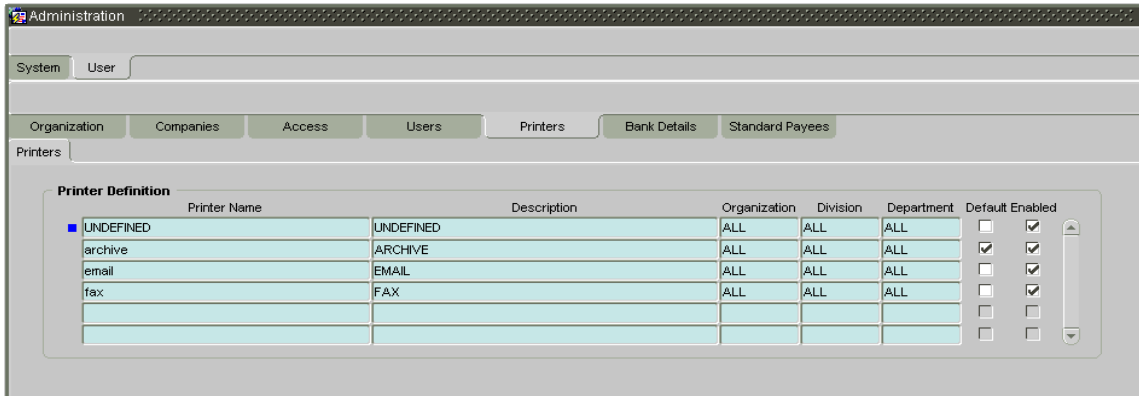 Administration
System User
Organization Companies Access Users Printers Bank Details Standard Payees
Printers
Printer Definition
Printer Name Description Organization Division Department Default Enabled
UNDEFINED UNDEFINED ALL ALL ALL
archive ARCHIVE ALL ALL ALL
email EMAIL ALL ALL ALL
fax FAX ALL ALL ALL